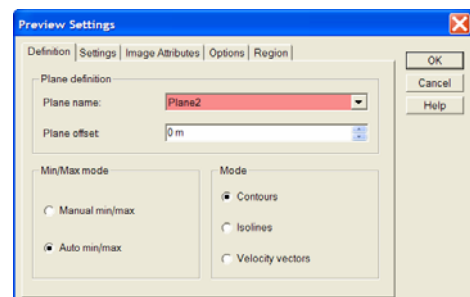 Preview Settings
Definition Settings Image Attributes Options Region
OK
Cancel
Help
Plane definition
Plane name: Plane2
Plane offset: 0 m
Min/Max mode
Manual min/max
Auto min/max
Mode
Contours
Isolines
Velocity vectors